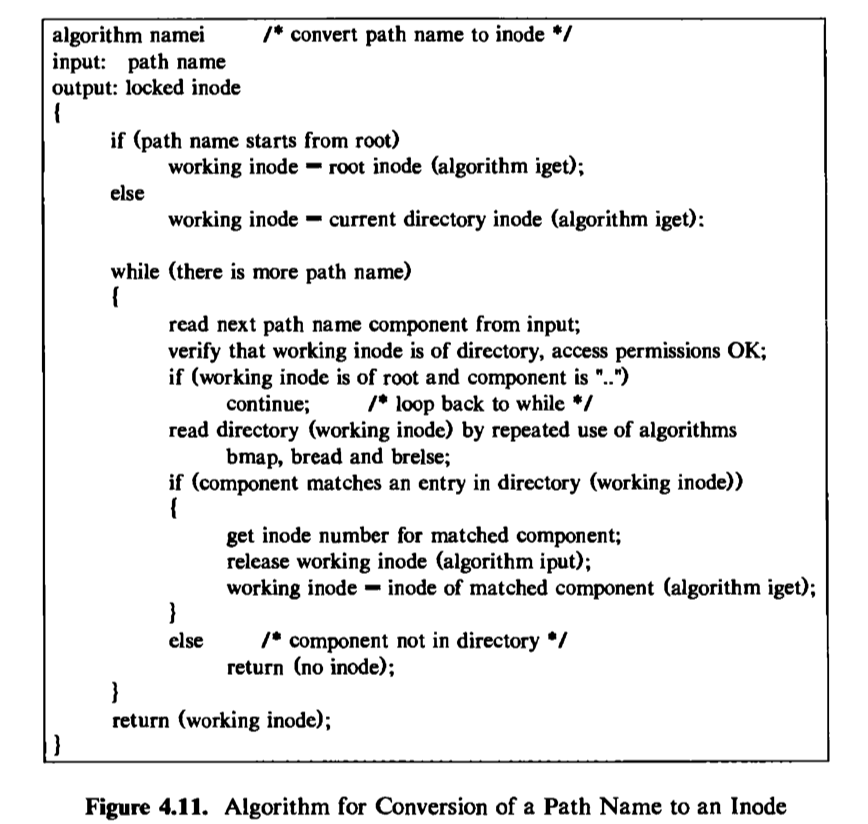 algorithm namei /* convert path name to inode */
input: path name
output: locked inode
{
if (path name starts from root)
working inode = root inode (algorithm iget);
else
working inode = current directory inode (algorithm iget):
while (there is more path name)
{
read next path name component from input;
verify that working inode is of directory, access permissions OK;
if (working inode is of root and component is "..")
continue; /* loop back to while */
read directory (working inode) by repeated use of algorithms
bmap, bread and brelse;
if (component matches an entry in directory (working inode))
{
get inode number for matched component;
release working inode (algorithm iput);
working inode = inode of matched component (algorithm iget);
}
else /* component not in directory */
return (no inode);
}
return (working inode);
}
Figure 4.11. Algorithm for Conversion of a Path Name to an Inode